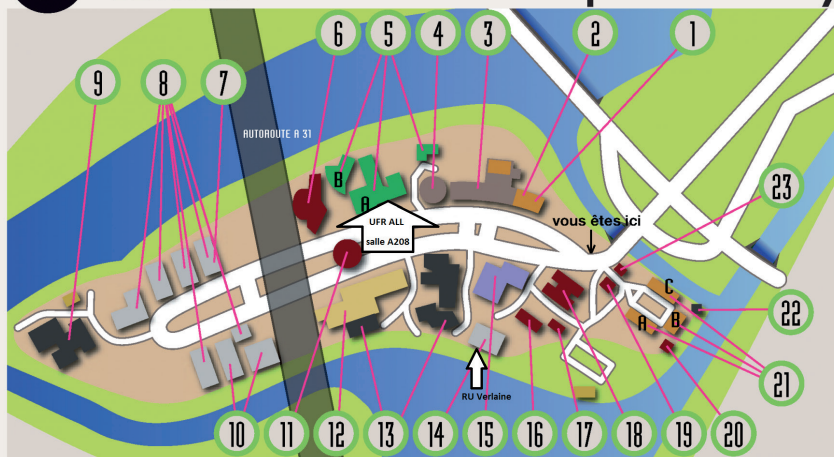 6
5
4
3
2
1
9
8
7
AUTOROUTE A 31
B
A
23
UFR ALL
vous êtes ici
salle A208
C
A
B
22
21
RU Verlaine
10
11
12
13
14
15
16
17
18
19
20